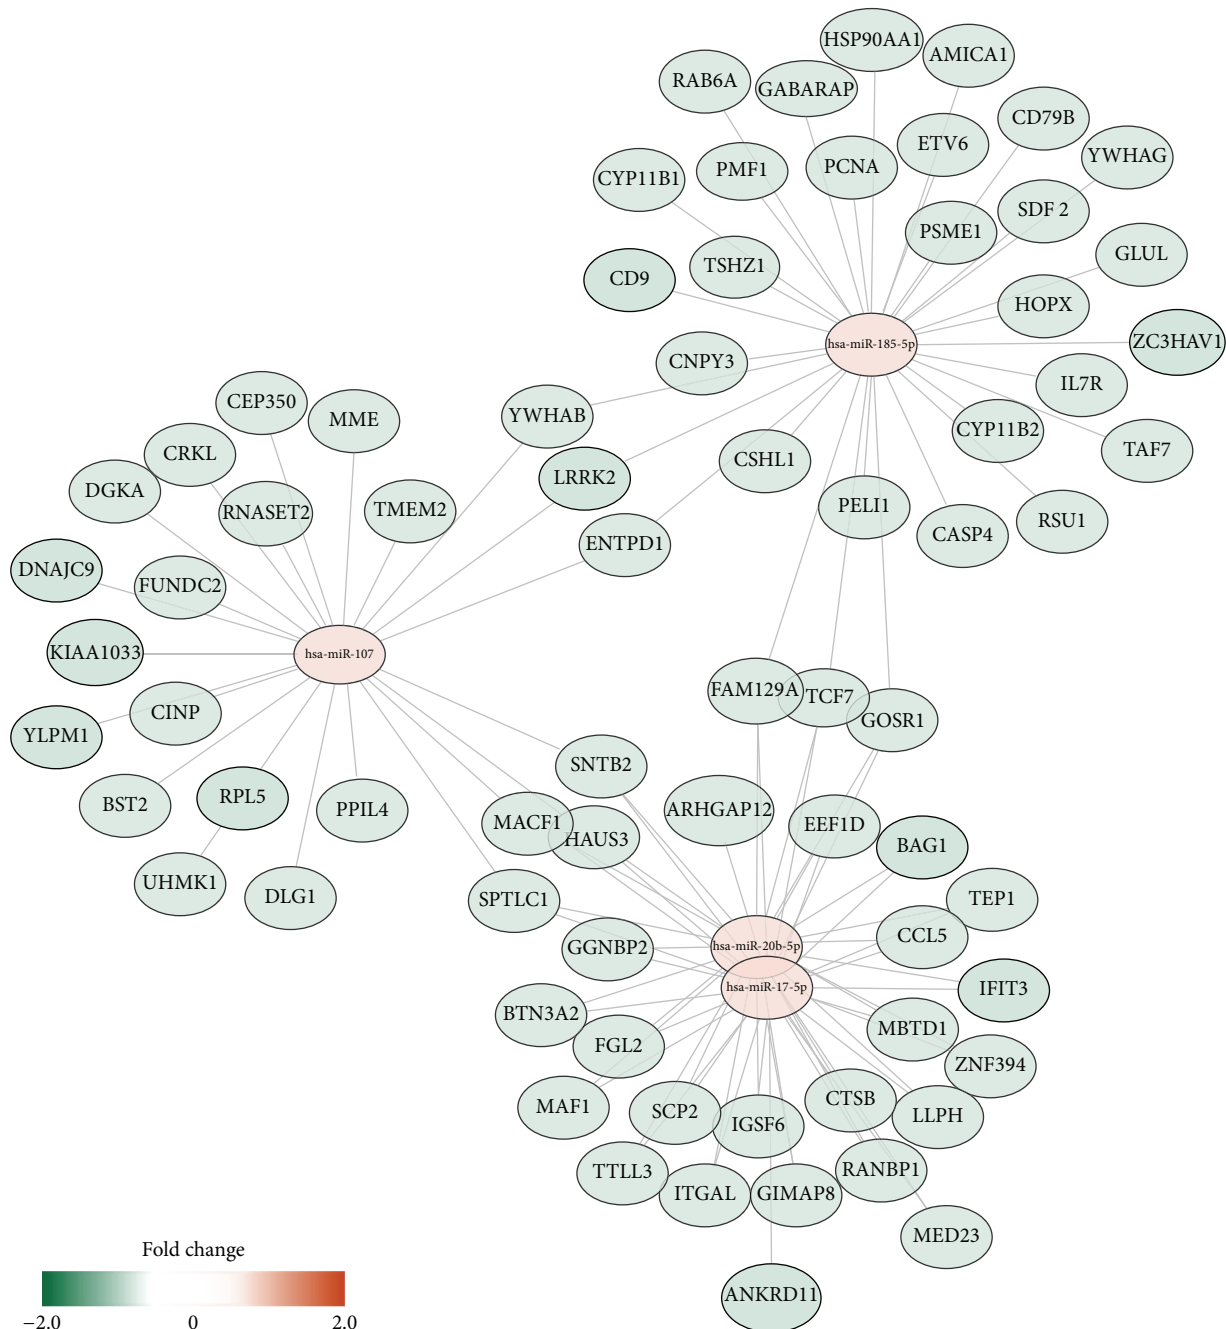 HSP90AA1
AMICA1
RAB6A
GABARAP
CD79B
ETV6
YWHAG
PCNA
PMF1
CYP11B1
SDF 2
PSME1
GLUL
TSHZ1
CD9
HOPX
hsa-miR-185-5p
ZC3HAV1
CNPY3
IL7R
CEP350
MME
YWHAB
CYP11B2
TAF7
CRKL
CSHL1
LRRK2
DGKA
RNASET2
TMEM2
PELI1
RSU1
CASP4
ENTPD1
DNAJC9
FUNDC2
KIAA1033
hsa-miR-107
FAM129A
TCF7
GOSR1
CINP
YLPM1
SNTB2
RPL5
BST2
PPIL4
ARHGAP12
MACF1
HAUS3
EEF1D
BAG1
UHMK1
DLG1
SPTLC1
TEP1
CCL5
GGNBP2
hsa-miR-20b-5p
hsa-miR-17-5p
IFIT3
BTN3A2
MBTD1
FGL2
ZNF394
MAF1
SCP2
IGSF6
CTSB
LLPH
TTLL3
ITGAL
GIMAP8
RANBP1
MED23
Fold change
ANKRD11
−2.0
0
2.0